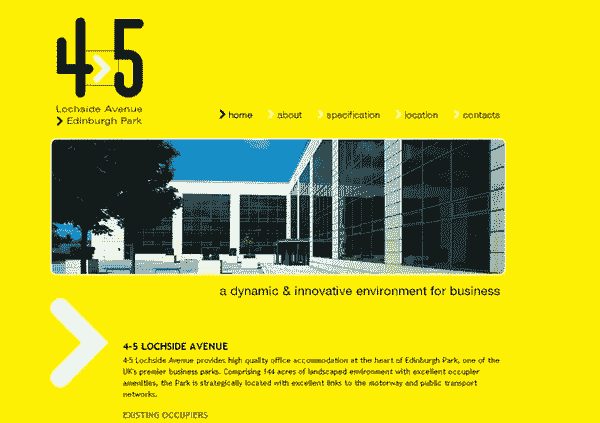 4-5
Lochside Avenue
Edinburgh Park
home about specification location contacts
a dynamic & innovative environment for business
4-5 LOCHSIDE AVENUE
4-5 Lochside Avenue provides high quality office accommodation at the heart of Edinburgh Park, one of the
UK's premier business parks. Comprising 144 acres of landscaped environment with excellent occupier
amenities, the Park is strategically located with excellent links to the motorway and public transport
networks.
EXISTING OCCUPIERS